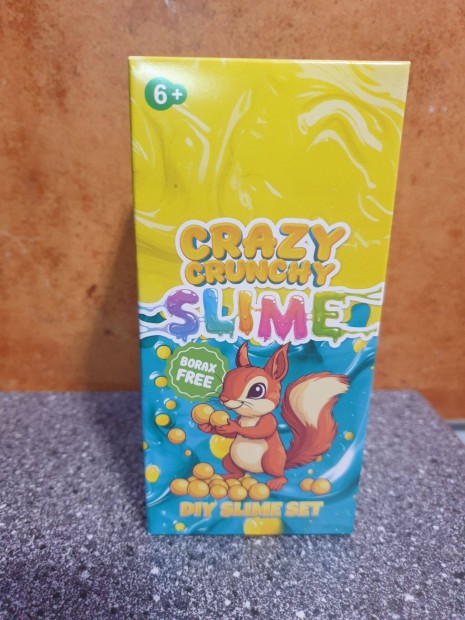 6+
CRAZY
CRUNCHY
SLIME
BORAX
FREE
DIY SLIME SET